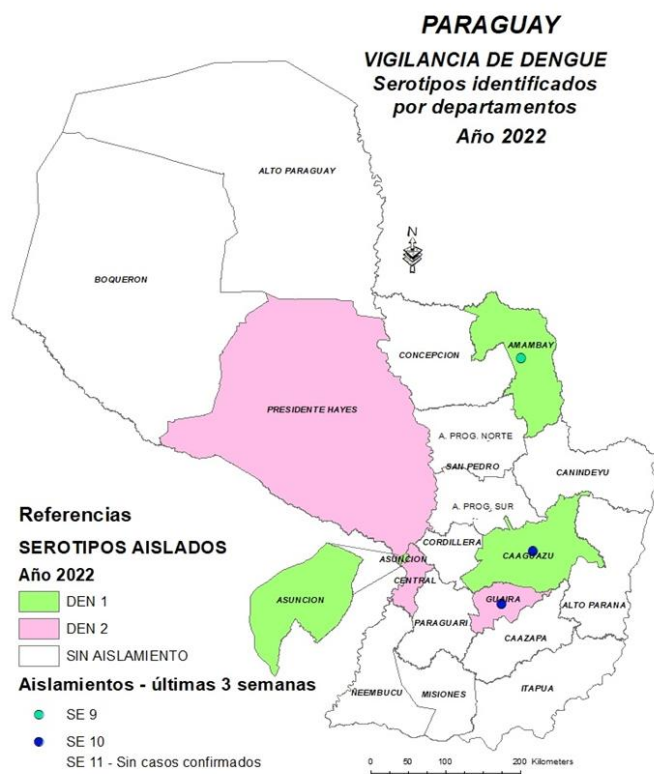 PARAGUAY
VIGILANCIA DE DENGUE
Serotipos identificados
por departamentos
Año 2022
ALTO PARAGUAY
N
BOQUERON
CONCEPCION
AMAMBAY
PRESIDENTE HAYES
A. PROG. NORTE
SAN PEDRO
CANINDEYU
A. PROG. SUR
CORDILLERA
ASUNCION
CAAGUAZU
CENTRAL
ASUNCION
GUAIRA
ALTO PARANA
PARAGUARI
CAAZAPA
ÑEEMBUCU
MISIONES
ITAPUA
Referencias
SEROTIPOS AISLADOS
Año 2022
DEN 1
DEN 2
SIN AISLAMIENTO
Aislamientos - últimas 3 semanas
SE 9
SE 10
SE 11 - Sin casos confirmados
0 50 100 200 Kilometers